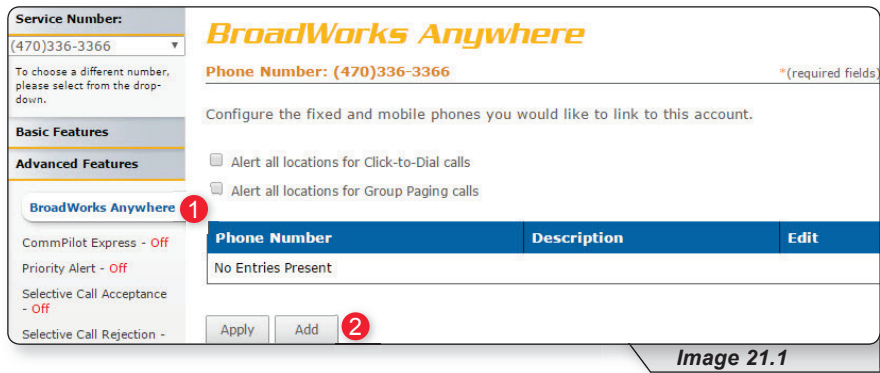 Service Number:
(470)336-3366
To choose a different number,
please select from the drop-
down.
Basic Features
Advanced Features
BroadWorks Anywhere 1
CommPilot Express - Off
Priority Alert - Off
Selective Call Acceptance
- Off
Selective Call Rejection -
BroadWorks Anywhere
Phone Number: (470)336-3366 *(required fields)
Configure the fixed and mobile phones you would like to link to this account.
Alert all locations for Click-to-Dial calls
Alert all locations for Group Paging calls
Phone Number Description Edit
No Entries Present
Apply Add 2
Image 21.1